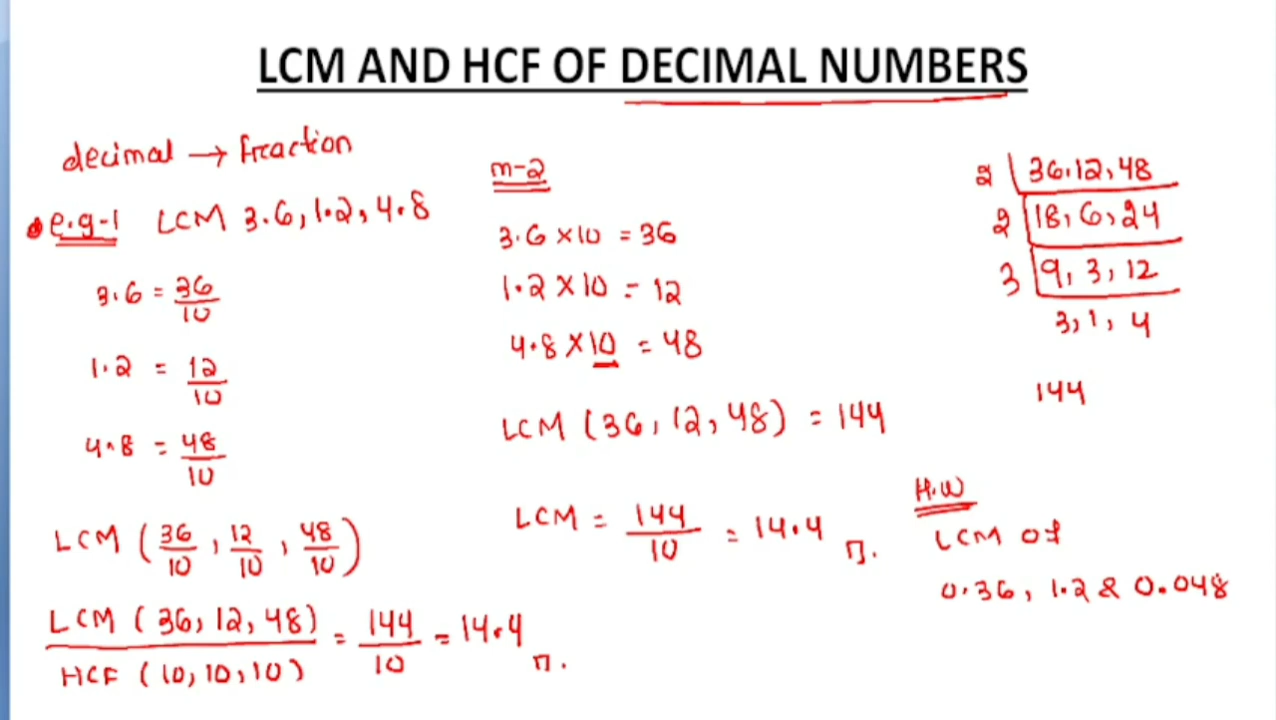 LCM AND HCF OF DECIMAL NUMBERS
decimal → fraction
e.g-1 LCM 3.6, 1.2, 4.8
3.6 = 36/10
1.2 = 12/10
4.8 = 48/10
LCM (36/10, 12/10, 48/10)
LCM (36, 12, 48) / HCF (10, 10, 10) = 144/10 = 14.4
m-2
3.6 × 10 = 36
1.2 × 10 = 12
4.8 × 10 = 48
LCM (36, 12, 48) = 144
LCM = 144/10 = 14.4
2 | 36, 12, 48
2 | 18, 6, 24
3 | 9, 3, 12
3, 1, 4
144
H.W
LCM of
0.36, 1.2 & 0.048